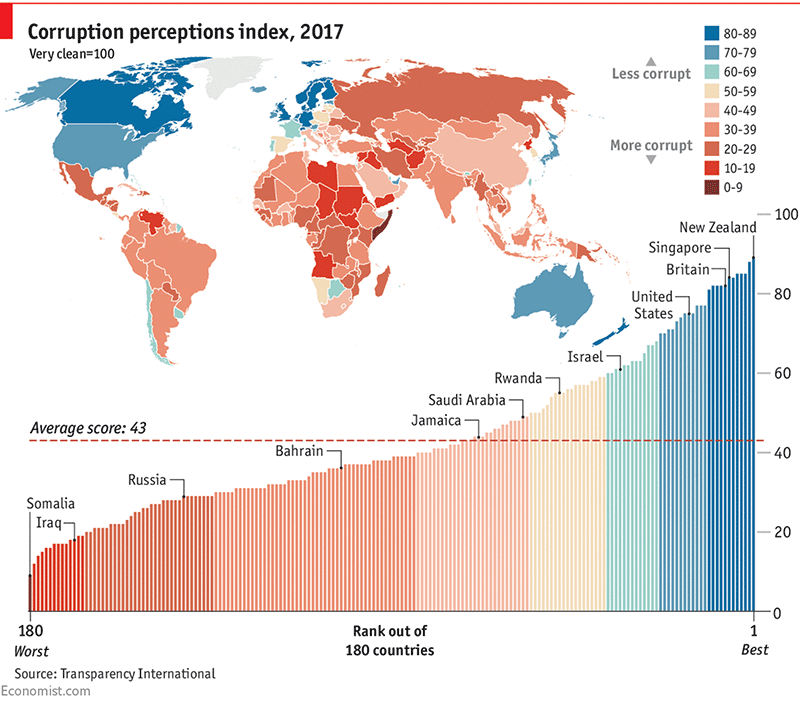 Corruption perceptions index, 2017
Very clean=100
80-89
70-79
60-69
50-59
40-49
30-39
20-29
10-19
0-9
Less corrupt
More corrupt
100
80
60
40
20
0
New Zealand
Singapore
Britain
United
States
Israel
Rwanda
Saudi Arabia
Jamaica
Average score: 43
Bahrain
Russia
Somalia
Iraq
180
Worst
Rank out of
180 countries
1
Best
Source: Transparency International
Economist.com